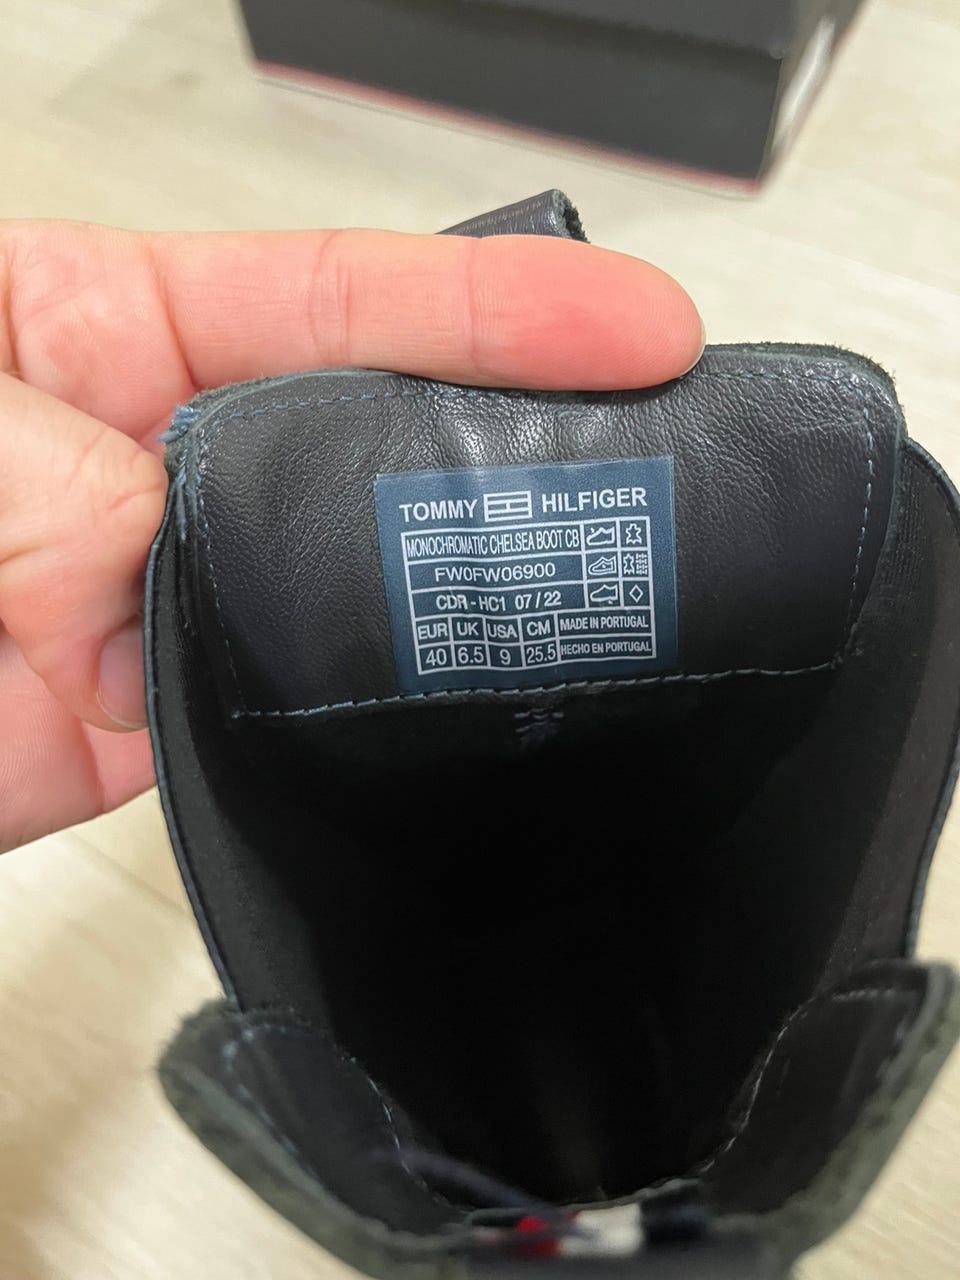 TOMMY HILFIGER
MONOCHROMATIC CHELSEA BOOT CB
FW0FW06900
CDR - HC1 07 / 22
EUR UK USA CM MADE IN PORTUGAL
40 6.5 9 25.5 HECHO EN PORTUGAL